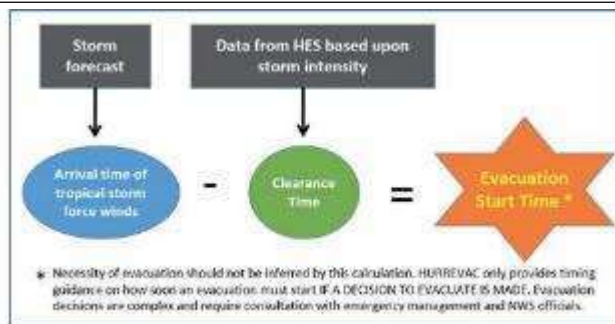 Storm
forecast
Data from HES based upon
storm intensity
Arrival time of
tropical storm
force winds
-
Clearance
Time
=
Evacuation
Start Time *
* Necessity of evacuation should not be inferred by this calculation. HURREVAC only provides timing
guidance on how soon an evacuation must start IF A DECISION TO EVACUATE IS MADE. Evacuation
decisions are complex and require consultation with emergency management and NWS officials.